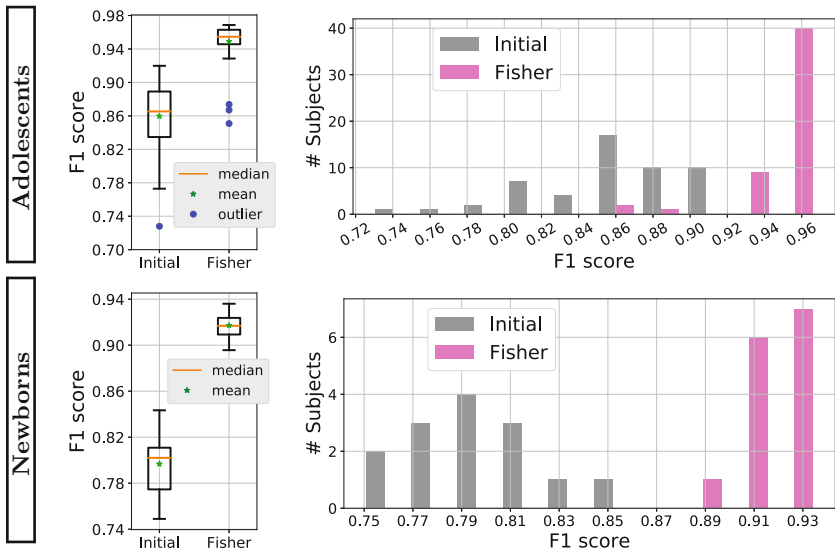 Adolescents
F1 score
0.98
0.94
0.90
0.86
0.82
0.78
0.74
0.70
median
mean
outlier
Initial Fisher
# Subjects
40
30
20
10
0
Initial
Fisher
0.72 0.74 0.76 0.78 0.80 0.82 0.84 0.86 0.88 0.90 0.92 0.94 0.96
F1 score
Newborns
F1 score
0.94
0.90
0.86
0.82
0.78
0.74
median
mean
Initial Fisher
# Subjects
6
4
2
0
Initial
Fisher
0.75 0.77 0.79 0.81 0.83 0.85 0.87 0.89 0.91 0.93
F1 score